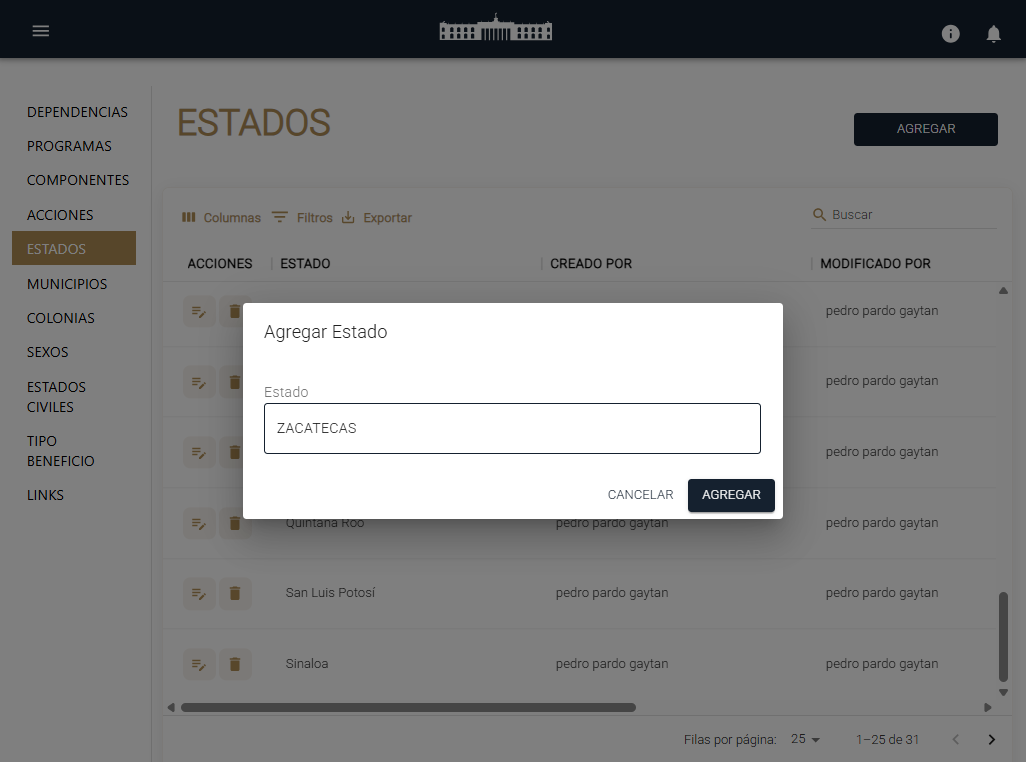 DEPENDENCIAS
PROGRAMAS
COMPONENTES
ACCIONES
ESTADOS
MUNICIPIOS
COLONIAS
SEXOS
ESTADOS
CIVILES
TIPO
BENEFICIO
LINKS
ESTADOS
AGREGAR
Columnas Filtros Exportar
Buscar
ACCIONES ESTADO CREADO POR MODIFICADO POR
pedro pardo gaytan
pedro pardo gaytan
pedro pardo gaytan
Agregar Estado
Estado
ZACATECAS
CANCELAR AGREGAR
Quintana Roo pedro pardo gaytan pedro pardo gaytan
San Luis Potosí pedro pardo gaytan pedro pardo gaytan
Sinaloa pedro pardo gaytan pedro pardo gaytan
Filas por página: 25 1–25 de 31